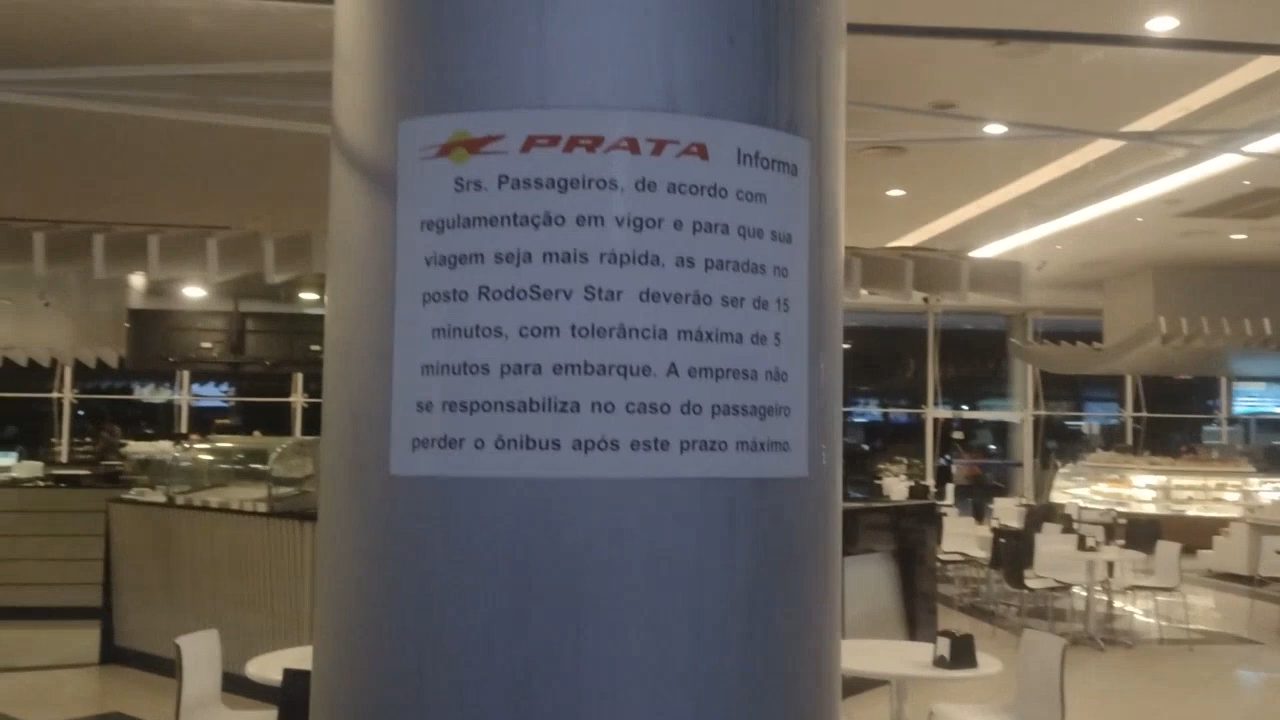 PRATA Informa
Srs. Passageiros, de acordo com
regulamentação em vigor e para que sua
viagem seja mais rápida, as paradas no
posto RodoServ Star deverão ser de 15
minutos, com tolerância máxima de 5
minutos para embarque. A empresa não
se responsabiliza no caso do passageiro
perder o ônibus após este prazo máximo.